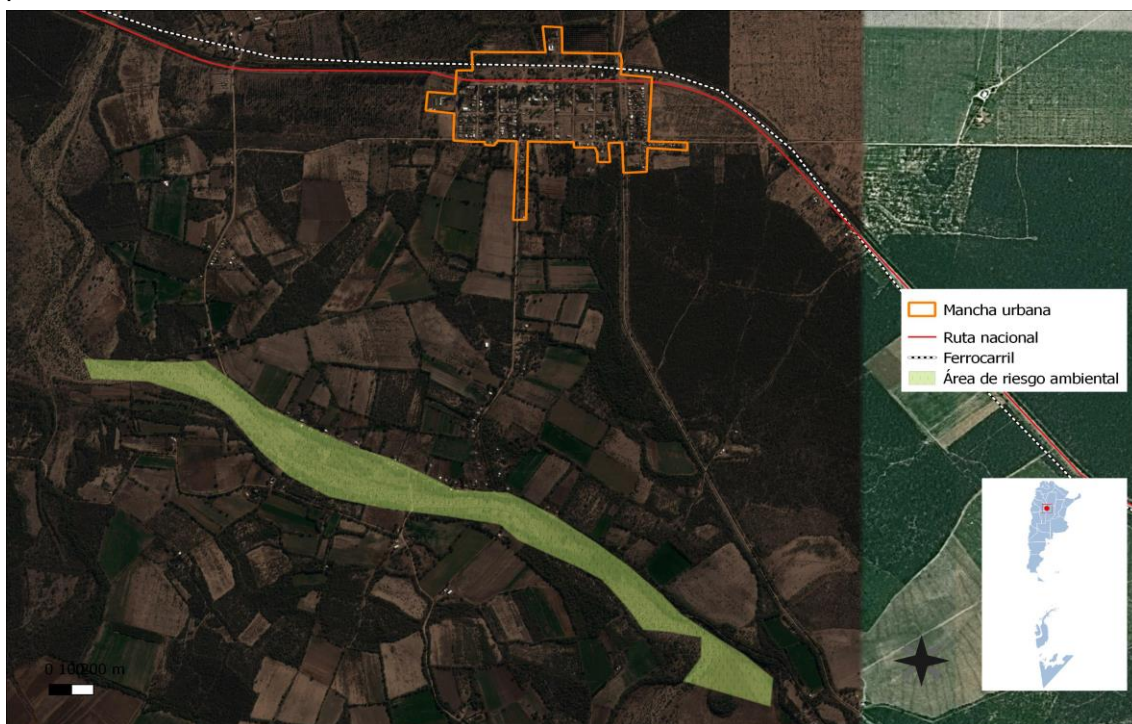 Mancha urbana
Ruta nacional
Ferrocarril
Área de riesgo ambiental
0 100200 m